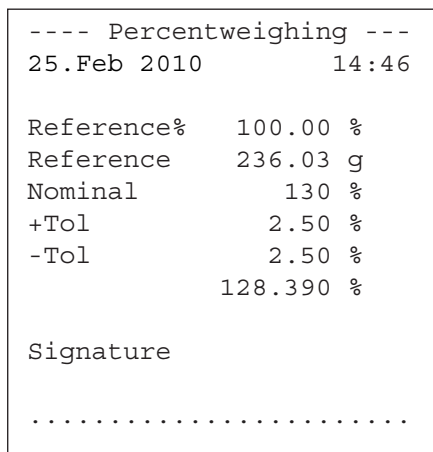 ---- Percentweighing ---
25.Feb 2010 14:46
Reference% 100.00 %
Reference 236.03 g
Nominal 130 %
+Tol 2.50 %
-Tol 2.50 %
128.390 %
Signature
........................